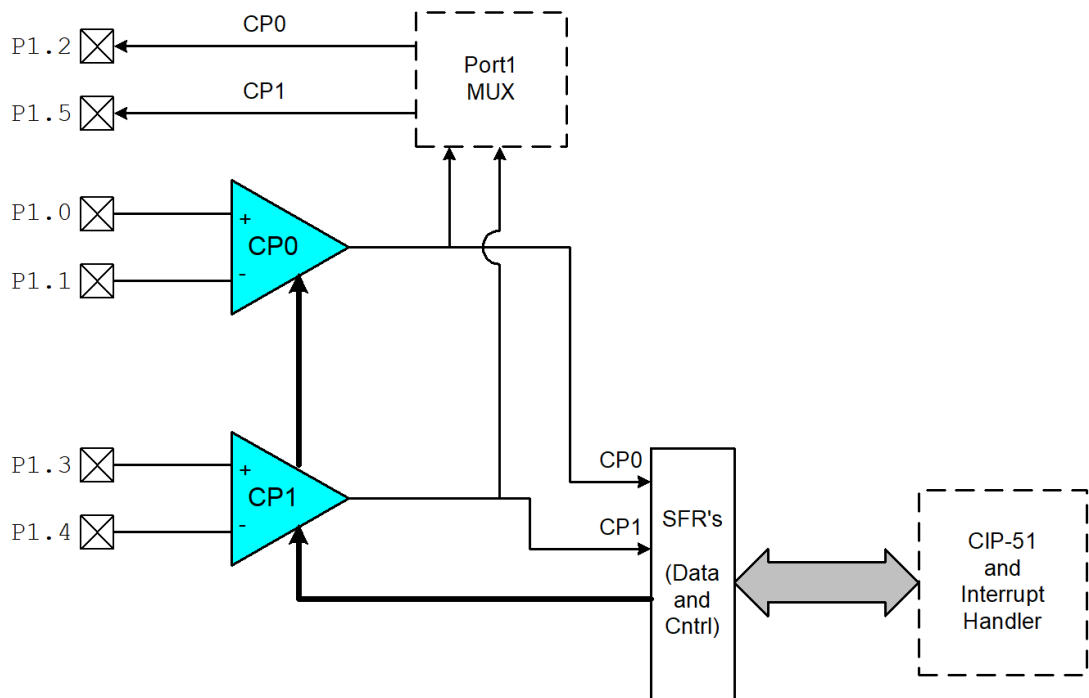 P1.2
CP0
P1.5
CP1
Port1
MUX
P1.0
+
CP0
P1.1
-
P1.3
+
CP1
P1.4
-
CP0
CP1
SFR's
(Data
and
Cntrl)
CIP-51
and
Interrupt
Handler